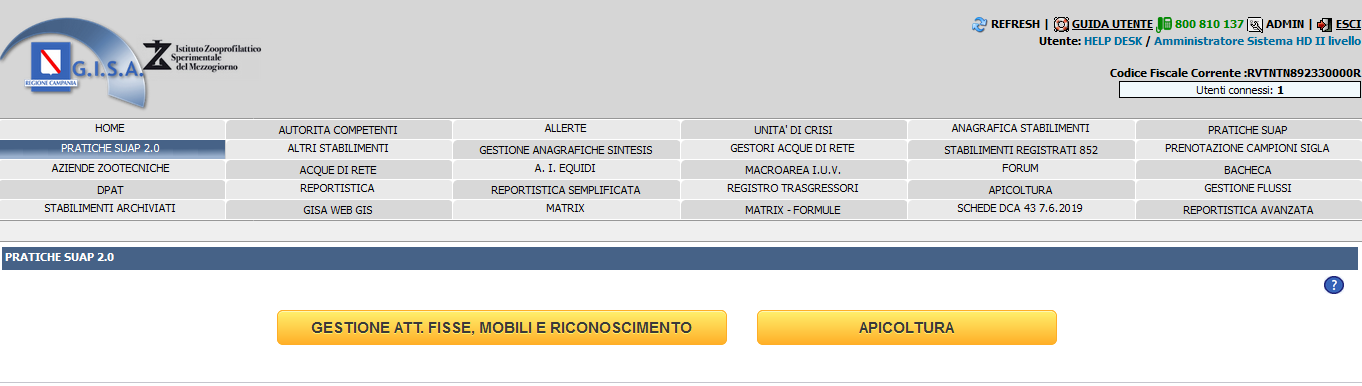 REFRESH | GUIDA UTENTE 800 810 137 ADMIN | ESCI
Utente: HELP DESK / Amministratore Sistema HD II livello
G.I.S.A.
REGIONE CAMPANIA
Istituto Zooprofilattico
Sperimentale
del Mezzogiorno
Codice Fiscale Corrente :RVTNTN892330000R
Utenti connessi: 1
HOME AUTORITA COMPETENTI ALLERTE UNITA' DI CRISI ANAGRAFICA STABILIMENTI PRATICHE SUAP
PRATICHE SUAP 2.0 ALTRI STABILIMENTI GESTIONE ANAGRAFICHE SINTESIS GESTORI ACQUE DI RETE STABILIMENTI REGISTRATI 852 PRENOTAZIONE CAMPIONI SIGLA
AZIENDE ZOOTECNICHE ACQUE DI RETE A. I. EQUIDI MACROAREA I.U.V. FORUM BACHECA
DPAT REPORTISTICA REPORTISTICA SEMPLIFICATA REGISTRO TRASGRESSORI APICOLTURA GESTIONE FLUSSI
STABILIMENTI ARCHIVIATI GISA WEB GIS MATRIX MATRIX - FORMULE SCHEDE DCA 43 7.6.2019 REPORTISTICA AVANZATA
PRATICHE SUAP 2.0
?
GESTIONE ATT. FISSE, MOBILI E RICONOSCIMENTO APICOLTURA